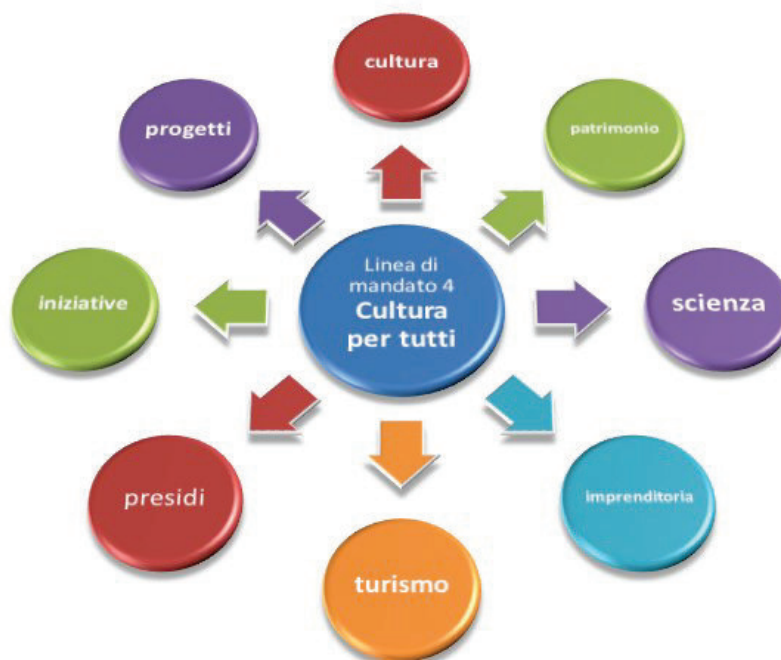 cultura
progetti
patrimonio
Linea di
mandato 4
Cultura
per tutti
iniziative
scienza
presidi
imprenditoria
turismo